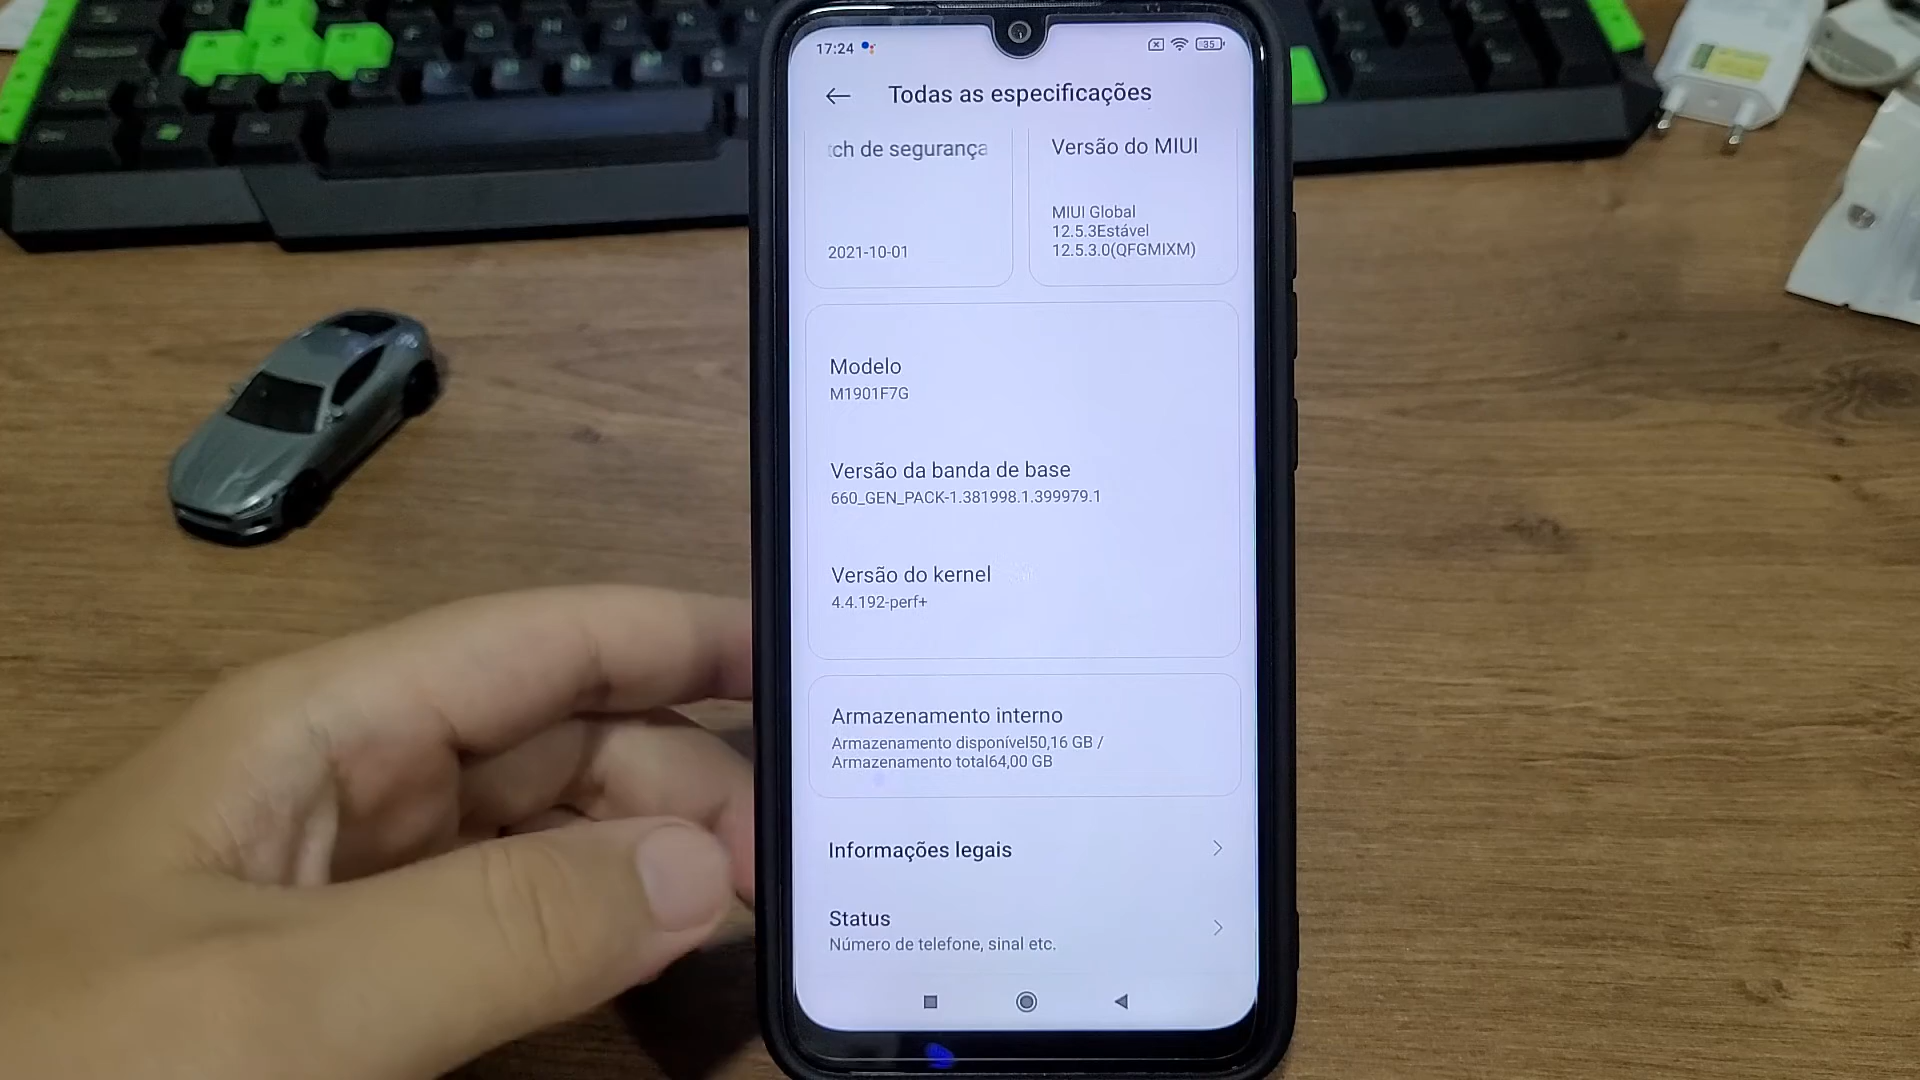 17:24
35
Todas as especificações
tch de segurança
2021-10-01
Versão do MIUI
MIUI Global
12.5.3Estável
12.5.3.0(QFGMIXM)
Modelo
M1901F7G
Versão da banda de base
660_GEN_PACK-1.381998.1.399979.1
Versão do kernel
4.4.192-perf+
Armazenamento interno
Armazenamento disponível50,16 GB /
Armazenamento total64,00 GB
Informações legais
Status
Número de telefone, sinal etc.